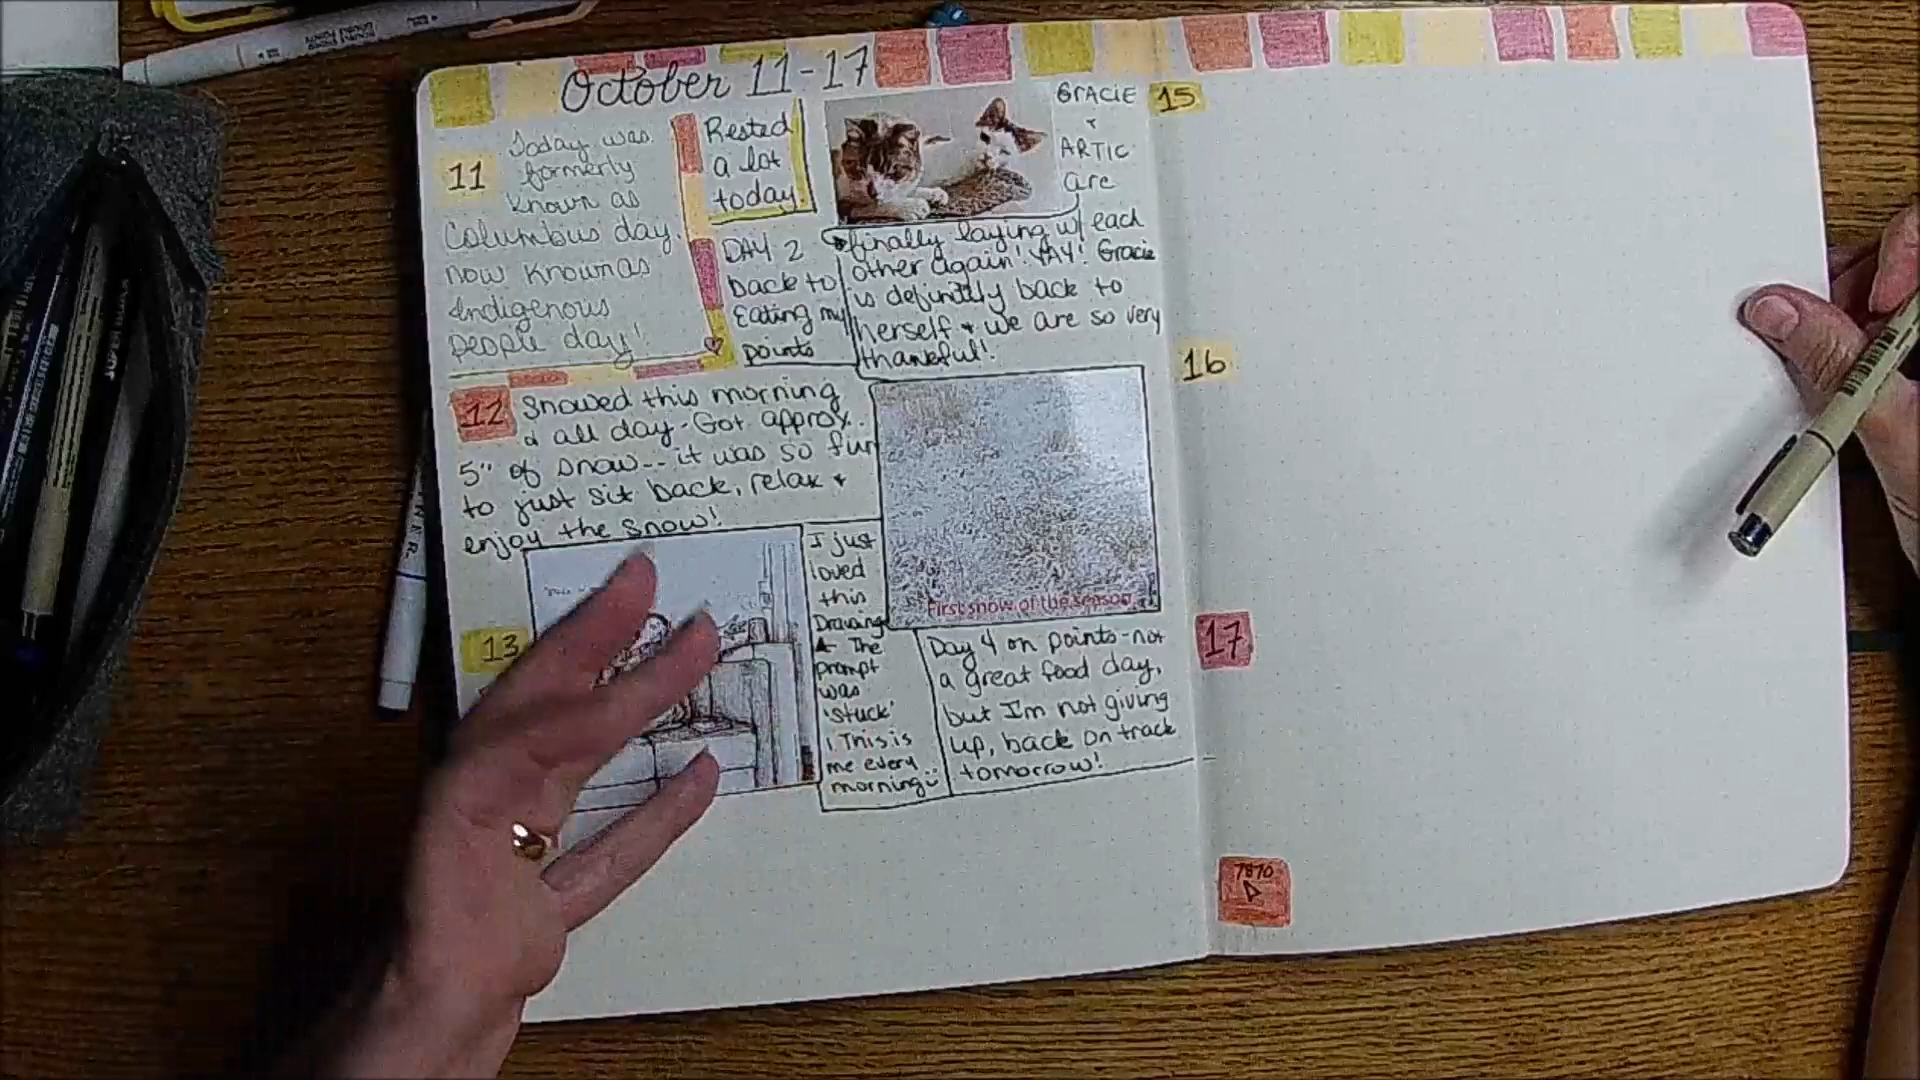 October 11-17
11
Today was
formerly
known as
Columbus day
now known as
Indigenous
people day!
Rested
a lot
today
DAY 2
back to
Eating my
points
GRACIE
+
ARTIC
are
finally laying w/ each
other again! YAY! Gracie
is definitly back to
herself + we are so very
thankful!
12
Snowed this morning
& all day - Got approx.
5" of snow-- it was so fun
to just sit back, relax +
enjoy the snow!
First snow of the season
13
I just
loved
this
Drawing
The
prompt
was
'stuck'
! This is
me every
morning
Day 4 on points - not
a great food day,
but I'm not giving
up, back on track
tomorrow!
15
16
17
7870